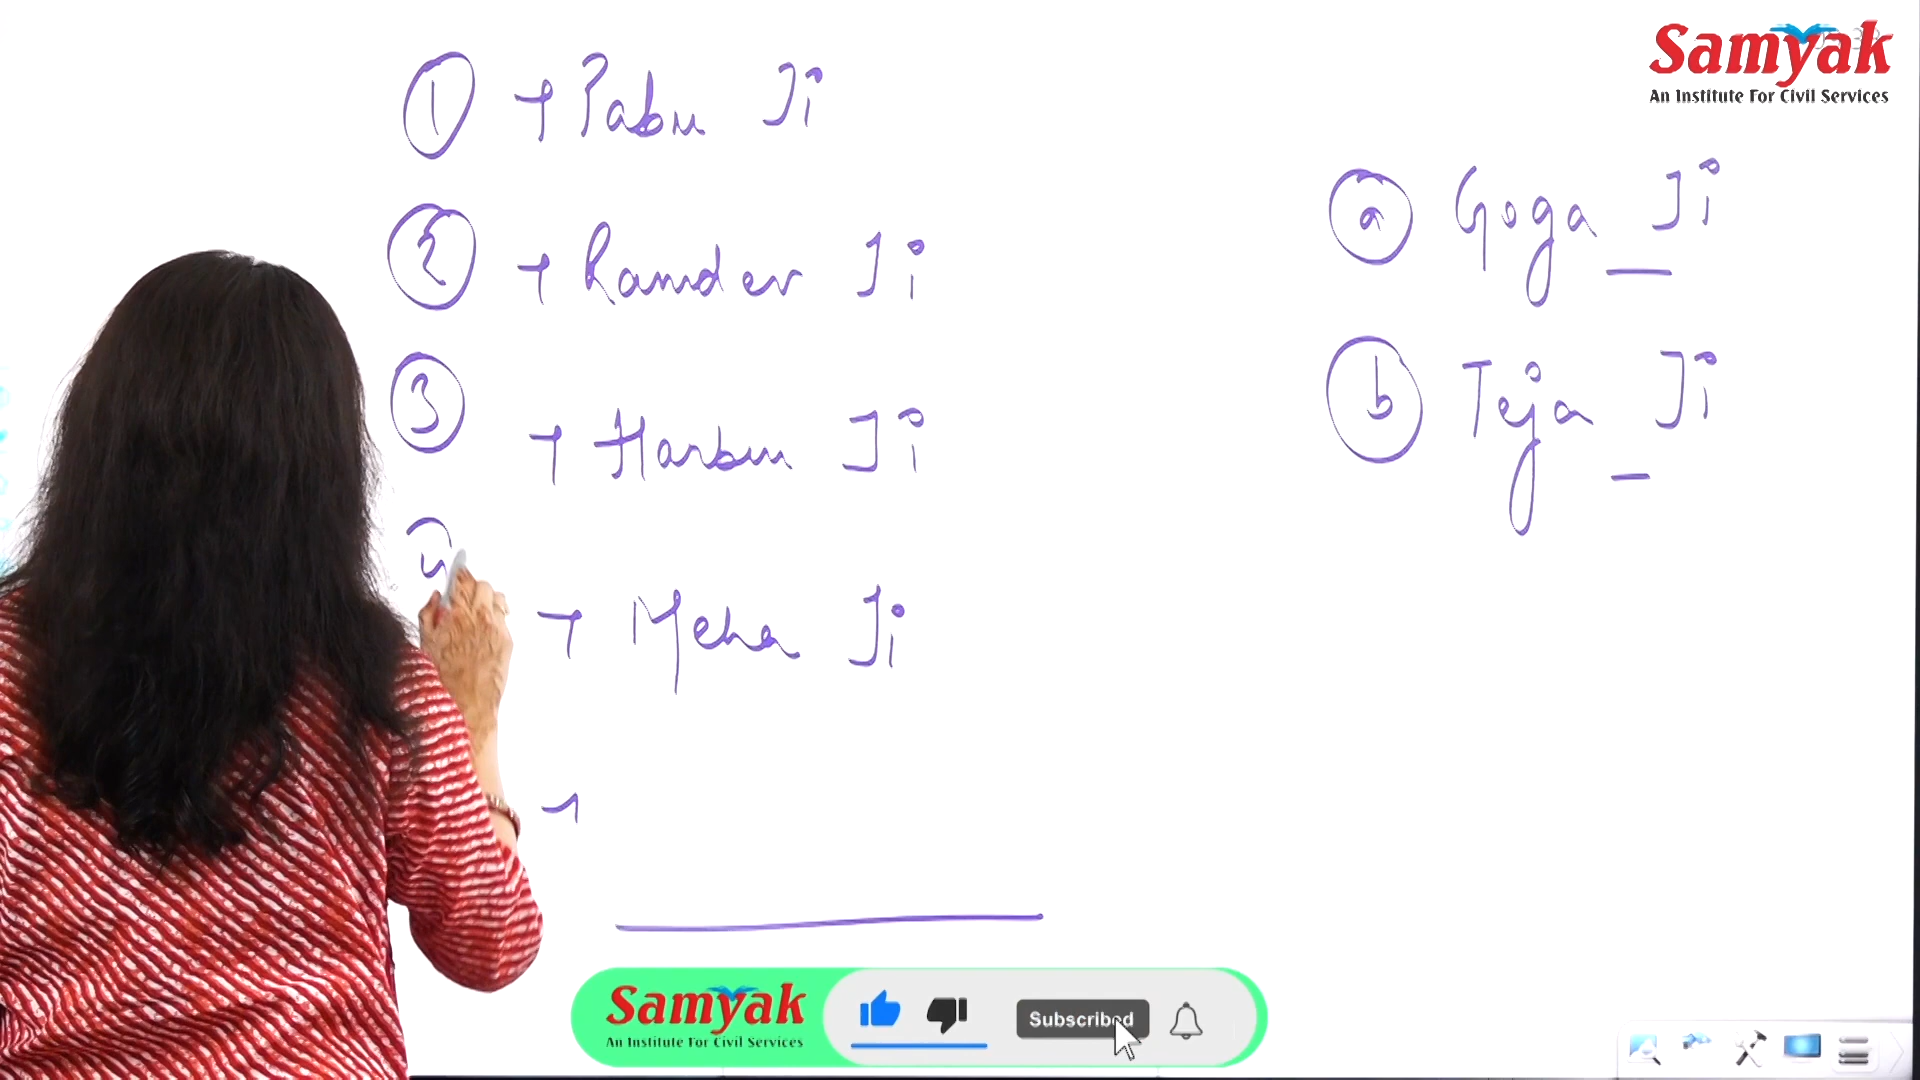 Samyak
An Institute For Civil Services
1 + Pabu Ji
2 + Ramdev Ji
3 + Harbu Ji
+ Meha Ji
a Goga Ji
b Teja Ji
Samyak
An Institute For Civil Services
Subscribed